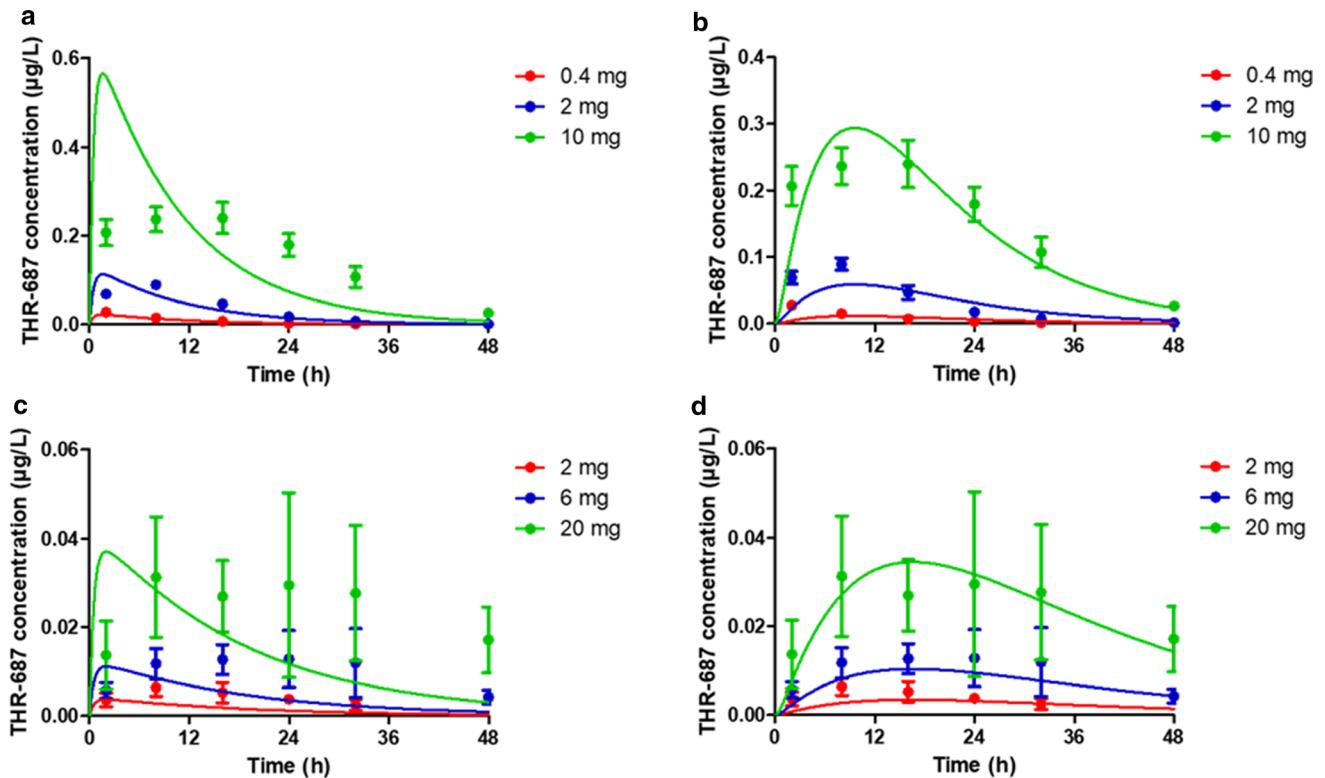 a
THR-687 concentration (µg/L)
0.6
0.4
0.2
0.0
0 12 24 36 48
Time (h)
0.4 mg
2 mg
10 mg
b
THR-687 concentration (µg/L)
0.4
0.3
0.2
0.1
0.0
0 12 24 36 48
Time (h)
0.4 mg
2 mg
10 mg
c
THR-687 concentration (µg/L)
0.06
0.04
0.02
0.00
0 12 24 36 48
Time (h)
2 mg
6 mg
20 mg
d
THR-687 concentration (µg/L)
0.06
0.04
0.02
0.00
0 12 24 36 48
Time (h)
2 mg
6 mg
20 mg